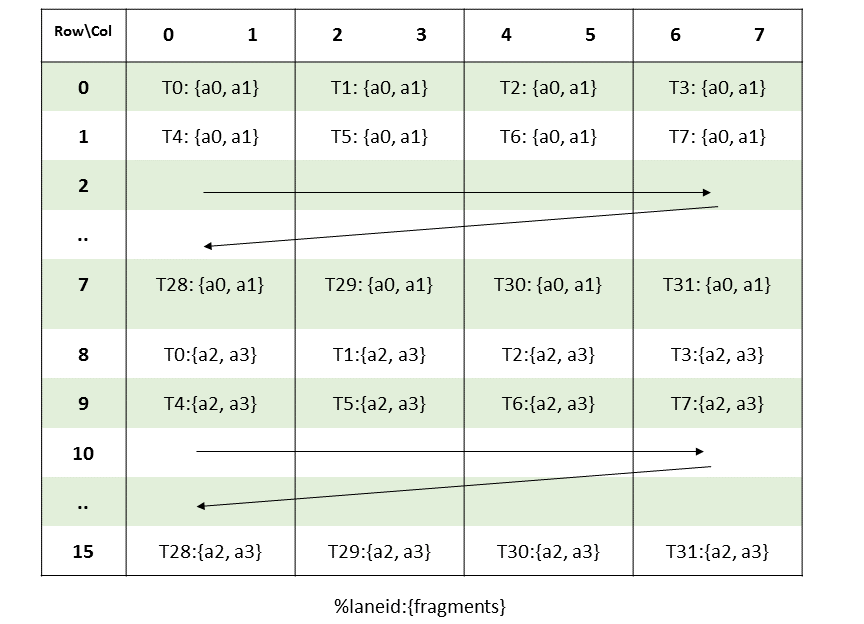 Row\Col 0 1 2 3 4 5 6 7
0 T0: {a0, a1} T1: {a0, a1} T2: {a0, a1} T3: {a0, a1}
1 T4: {a0, a1} T5: {a0, a1} T6: {a0, a1} T7: {a0, a1}
2
..
7 T28: {a0, a1} T29: {a0, a1} T30: {a0, a1} T31: {a0, a1}
8 T0:{a2, a3} T1:{a2, a3} T2:{a2, a3} T3:{a2, a3}
9 T4:{a2, a3} T5:{a2, a3} T6:{a2, a3} T7:{a2, a3}
10
..
15 T28:{a2, a3} T29:{a2, a3} T30:{a2, a3} T31:{a2, a3}
%laneid:{fragments}